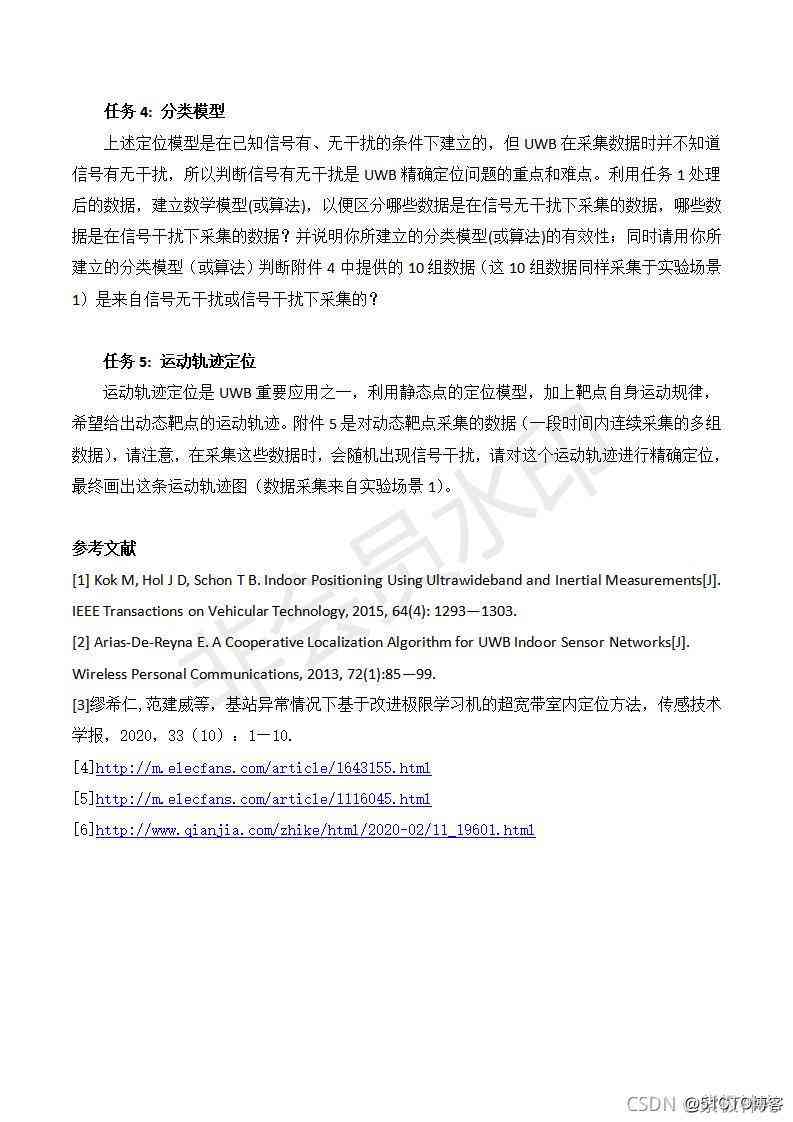 任务 4: 分类模型
上述定位模型是在已知信号有、无干扰的条件下建立的，但 UWB 在采集数据时并不知道
信号有无干扰，所以判断信号有无干扰是 UWB 精确定位问题的重点和难点。利用任务 1 处理
后的数据，建立数学模型(或算法)，以便区分哪些数据是在信号无干扰下采集的数据，哪些数
据是在信号干扰下采集的数据？并说明你所建立的分类模型(或算法)的有效性；同时请用你所
建立的分类模型（或算法）判断附件 4 中提供的 10 组数据（这 10 组数据同样采集于实验场景
1）是来自信号无干扰或信号干扰下采集的？
任务 5: 运动轨迹定位
运动轨迹定位是 UWB 重要应用之一，利用静态点的定位模型，加上靶点自身运动规律，
希望给出动态靶点的运动轨迹。附件 5 是对动态靶点采集的数据（一段时间内连续采集的多组
数据），请注意，在采集这些数据时，会随机出现信号干扰，请对这个运动轨迹进行精确定位，
最终画出这条运动轨迹图（数据采集来自实验场景 1）。
非会员水印
参考文献
[1] Kok M, Hol J D, Schon T B. Indoor Positioning Using Ultrawideband and Inertial Measurements[J].
IEEE Transactions on Vehicular Technology, 2015, 64(4): 1293—1303.
[2] Arias-De-Reyna E. A Cooperative Localization Algorithm for UWB Indoor Sensor Networks[J].
Wireless Personal Communications, 2013, 72(1):85—99.
[3]缪希仁, 范建威等，基站异常情况下基于改进极限学习机的超宽带室内定位方法，传感技术
学报，2020，33（10）：1—10.
[4]http://m.elecfans.com/article/1643155.html
[5]http://m.elecfans.com/article/1116045.html
[6]http://www.qianjia.com/zhike/html/2020-02/11_19601.html
CSDN @51CTO博客